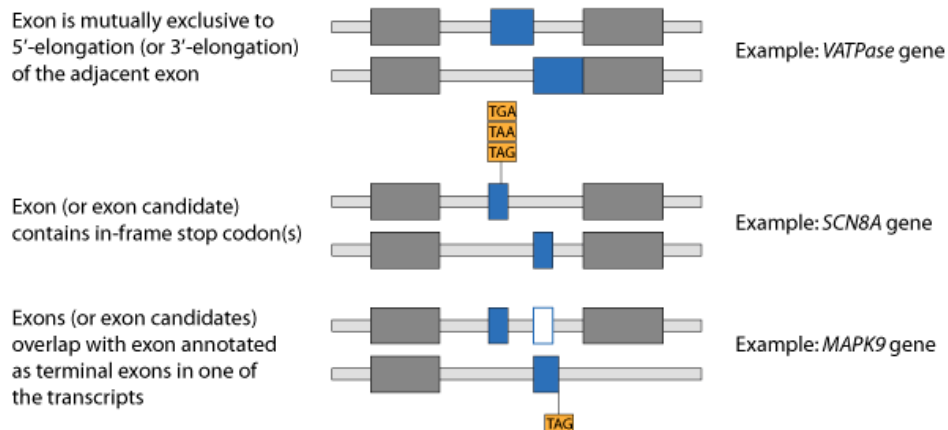 Exon is mutually exclusive to
5′-elongation (or 3′-elongation)
of the adjacent exon
Example: VATPase gene
TGA
TAA
TAG
Exon (or exon candidate)
contains in-frame stop codon(s)
Example: SCN8A gene
Exons (or exon candidates)
overlap with exon annotated
as terminal exons in one of
the transcripts
Example: MAPK9 gene
TAG